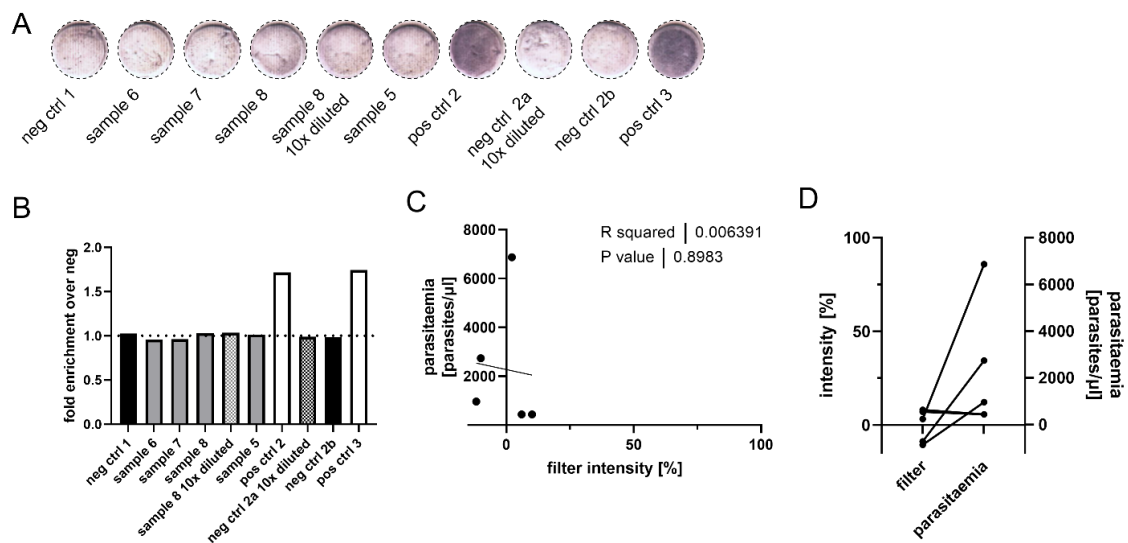 A
neg ctrl 1
sample 6
sample 7
sample 8
sample 8
10x diluted
sample 5
pos ctrl 2
neg ctrl 2a
10x diluted
neg ctrl 2b
pos ctrl 3
B
fold enrichment over neg
2.0
1.5
1.0
0.5
0.0
neg ctrl 1
sample 6
sample 7
sample 8
sample 8 10x diluted
sample 5
pos ctrl 2
neg ctrl 2a 10x diluted
neg ctrl 2b
pos ctrl 3
C
R squared 0.006391
P value 0.8983
parasitaemia
[parasites/µl]
8000
6000
4000
2000
0 50 100
filter intensity [%]
D
intensity [%]
100
50
0
8000
6000
4000
2000
0
parasitaemia
[parasites/µl]
filter
parasitaemia